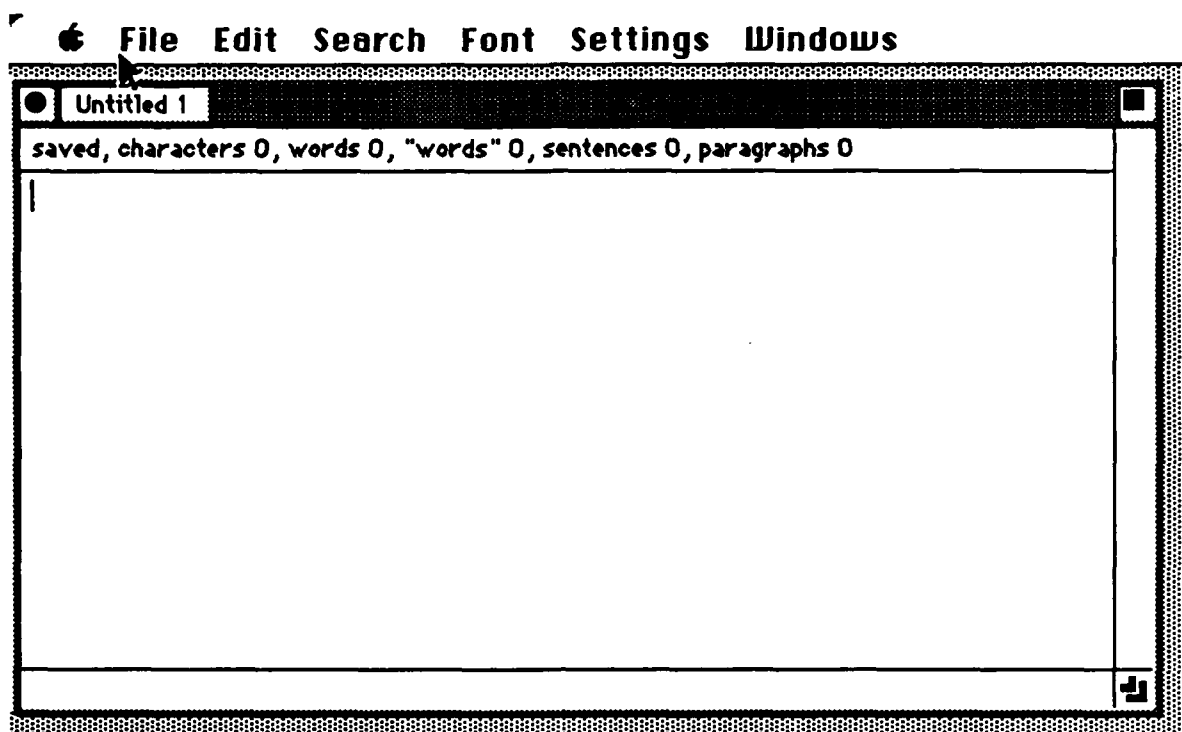 File Edit Search Font Settings Windows
Untitled 1
saved, characters 0, words 0, "words" 0, sentences 0, paragraphs 0